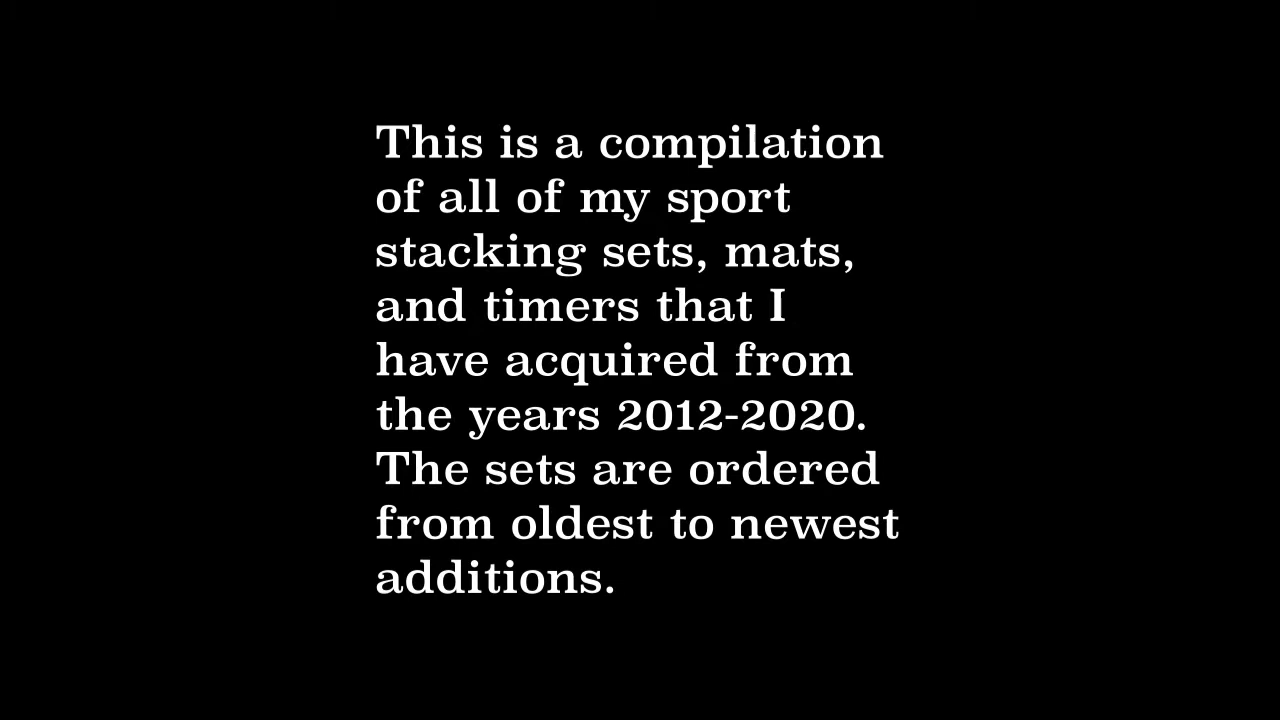 This is a compilation
of all of my sport
stacking sets, mats,
and timers that I
have acquired from
the years 2012-2020.
The sets are ordered
from oldest to newest
additions.